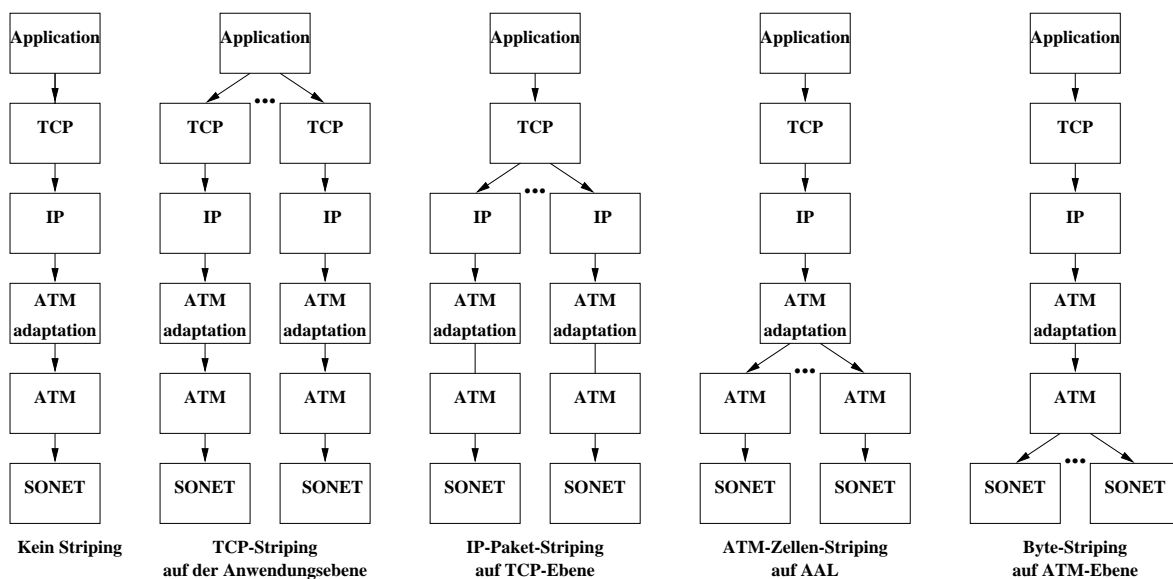 Application
Application
Application
Application
Application
•••
TCP
TCP
TCP
TCP
TCP
TCP
•••
IP
IP
IP
IP
IP
IP
IP
ATM
adaptation
ATM
adaptation
ATM
adaptation
ATM
adaptation
ATM
adaptation
ATM
adaptation
ATM
adaptation
•••
ATM
ATM
ATM
ATM
ATM
ATM
ATM
ATM
•••
SONET
SONET
SONET
SONET
SONET
SONET
SONET
SONET
SONET
Kein Striping
TCP-Striping
auf der Anwendungsebene
IP-Paket-Striping
auf TCP-Ebene
ATM-Zellen-Striping
auf AAL
Byte-Striping
auf ATM-Ebene